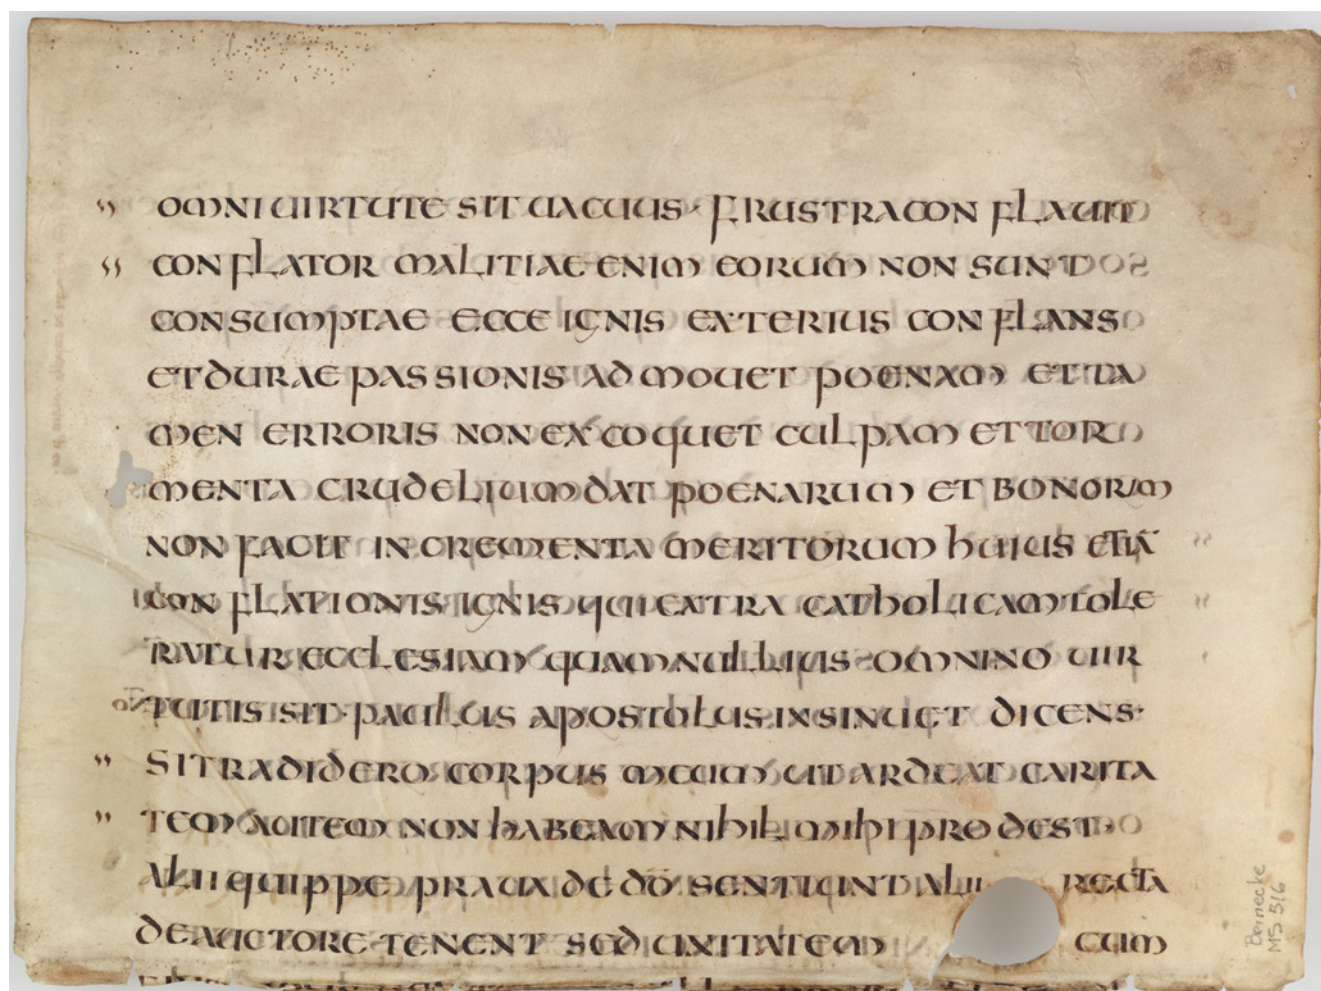 OMNI UIRTUTE SIT UACUUS · FRUSTRA CONFLAUIT
CONFLATOR MALITIAE ENIM EORUM NON SUNT
CONSUMPTAE ECCE IGNIS EXTERIUS CONFLANS
ET DURAE PASSIONIS ADMOUET POENAM ET TA
MEN ERRORIS NON EXCOQUET CULPAM ET TOR
MENTA CRUDELIUM DAT POENARUM ET BONORUM
NON FACIT INCREMENTA MERITORUM HUIUS ETIĀ
CONFLATIONIS IGNIS QUI EXTRA CATHOLICAM TOLE
RATUR ECCLESIAM QUAM NULLIUS OMNINO UIR
TUTIS SIT · PAULUS APOSTOLUS INSINUET DICENS ·
SI TRADIDERO CORPUS MEUM UT ARDEAT CARITA
TEM AUTEM NON HABEAM NIHIL MIHI PRODEST ·
ALII QUIPPE PRAUA DE DŌ SENTIUNT ALII RECTA
DE AUCTORE TENENT SED UNITATEM CUM
Beinecke
MS 516